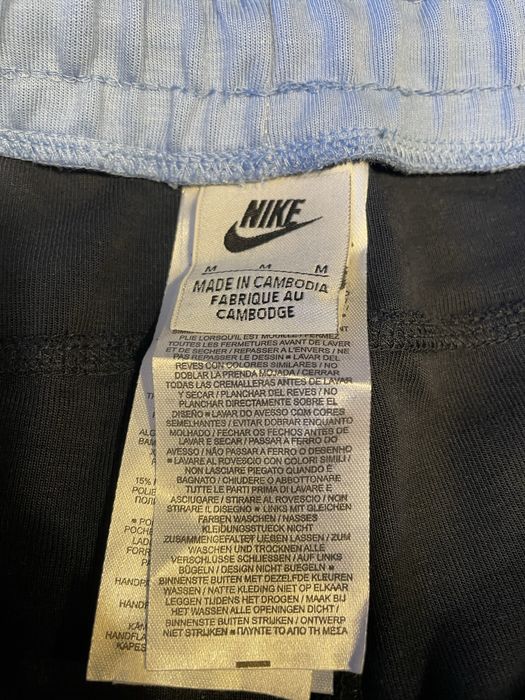 NIKE
M M M
MADE IN CAMBODIA
FABRIQUE AU
CAMBODGE
PLIE LORSQU'IL EST MOUILLÉ / FERMEZ
TOUTES LES FERMETURES AVANT DE LAVER
ET DE SÉCHER / REPASSER À L'ENVERS / NE
PAS REPASSER LE DESSIN ■ LAVAR DEL
REVÉS CON COLORES SIMILARES / NO
DOBLAR LA PRENDA MOJADA / CERRAR
TODAS LAS CREMALLERAS ANTES DE LAVAR
Y SECAR / PLANCHAR DEL REVÉS / NO
PLANCHAR DIRECTAMENTE SOBRE EL
DISEÑO ■ LAVAR DO AVESSO COM CORES
SEMELHANTES / EVITAR DOBRAR ENQUANTO
MOLHADO / FECHAR OS FECHOS ANTES DE
LAVAR E SECAR / PASSAR A FERRO DO
AVESSO / NÃO PASSAR A FERRO O DESENHO
■ LAVARE AL ROVESCIO CON COLORI SIMILI /
NON LASCIARE PIEGATO QUANDO È
BAGNATO / CHIUDERE O ABBOTTONARE
TUTTE LE PARTI PRIMA DI LAVARE E
ASCIUGARE / STIRARE AL ROVESCIO / NON
STIRARE IL DISEGNO ■ LINKS MIT GLEICHEN
FARBEN WASCHEN / NASSES
KLEIDUNGSSTUECK NICHT
ZUSAMMENGEFALTET LIEGEN LASSEN / ZUM
WASCHEN UND TROCKNEN ALLE
VERSCHLÜSSE SCHLIESSEN / AUF LINKS
BÜGELN / DESIGN NICHT BUEGELN ■
BINNENSTE BUITEN MET DEZELFDE KLEUREN
WASSEN / NATTE KLEDING NIET OP ELKAAR
LEGGEN TIJDENS HET DROGEN / MAAK BIJ
HET WASSEN ALLE OPENINGEN DICHT /
BINNENSTE BUITEN STRIJKEN / ONTWERP
NIET STRIJKEN ■ ΠΛΥΝΤΕ ΤΟ ΑΠΟ ΤΗ ΜΕΣΑ
15%